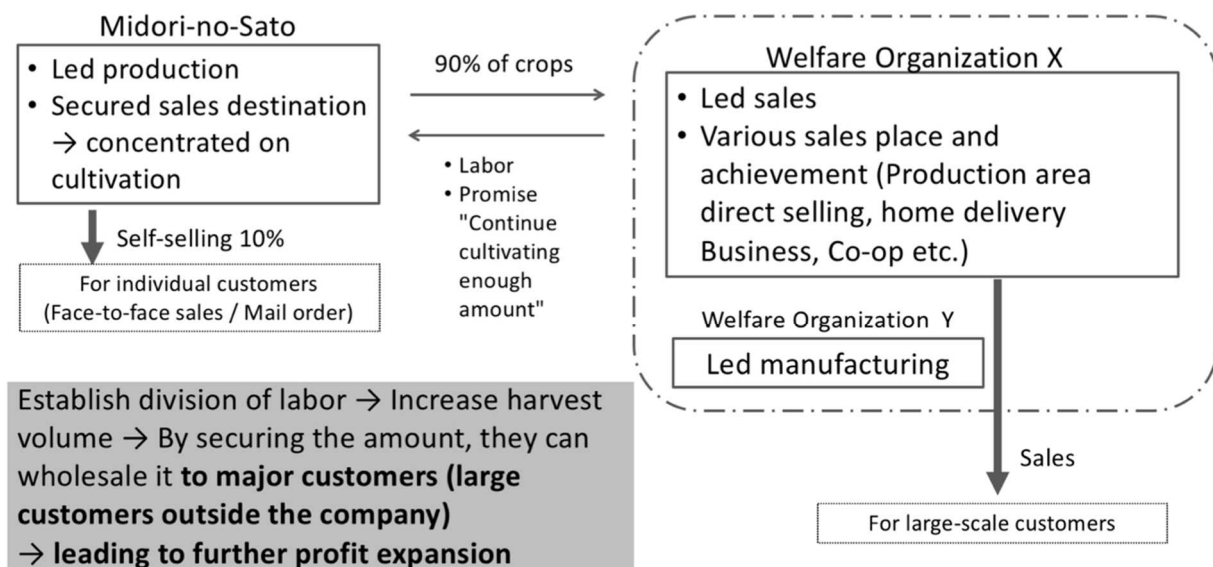 Midori-no-Sato
• Led production
• Secured sales destination
→ concentrated on
cultivation
Self-selling 10%
For individual customers
(Face-to-face sales / Mail order)
90% of crops
• Labor
• Promise
"Continue
cultivating
enough
amount"
Welfare Organization X
• Led sales
• Various sales place and
achievement (Production area
direct selling, home delivery
Business, Co-op etc.)
Welfare Organization Y
Led manufacturing
Sales
For large-scale customers
Establish division of labor → Increase harvest
volume → By securing the amount, they can
wholesale it to major customers (large
customers outside the company)
→ leading to further profit expansion